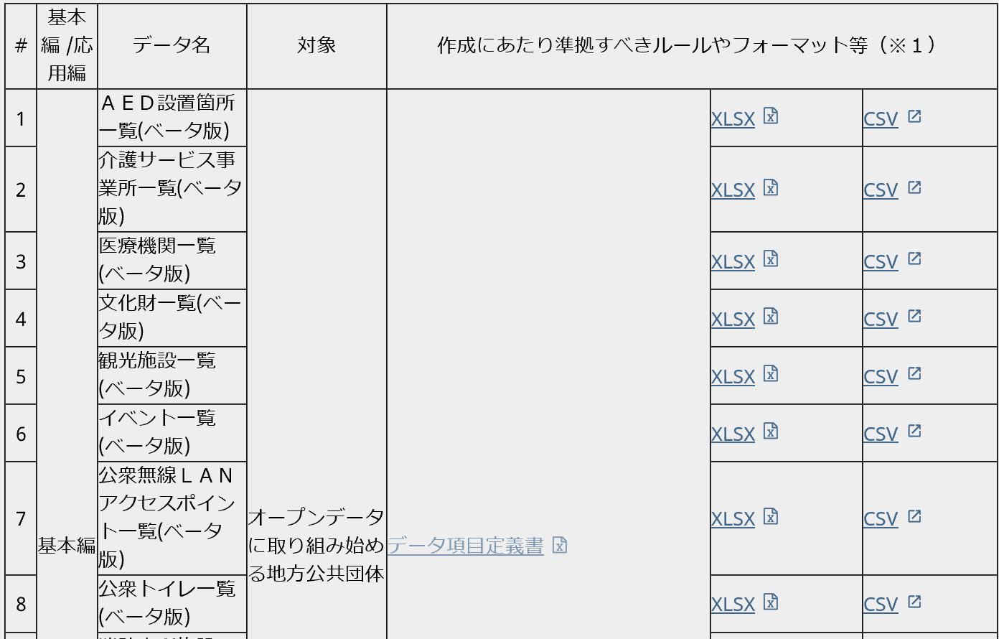 #
基本
編 /応
用編
データ名
対象
作成にあたり準拠すべきルールやフォーマット等（※１）
1
ＡＥＤ設置箇所
一覧(ベータ版)
XLSX
CSV
2
介護サービス事
業所一覧(ベータ
版)
XLSX
CSV
3
医療機関一覧
(ベータ版)
XLSX
CSV
4
文化財一覧(ベー
タ版)
XLSX
CSV
5
観光施設一覧
(ベータ版)
XLSX
CSV
6
イベント一覧
(ベータ版)
XLSX
CSV
7
公衆無線ＬＡＮ
アクセスポイン
ト一覧(ベータ
版)
XLSX
CSV
基本編
オープンデータ
に取り組み始め
る地方公共団体
データ項目定義書
8
公衆トイレ一覧
(ベータ版)
XLSX
CSV